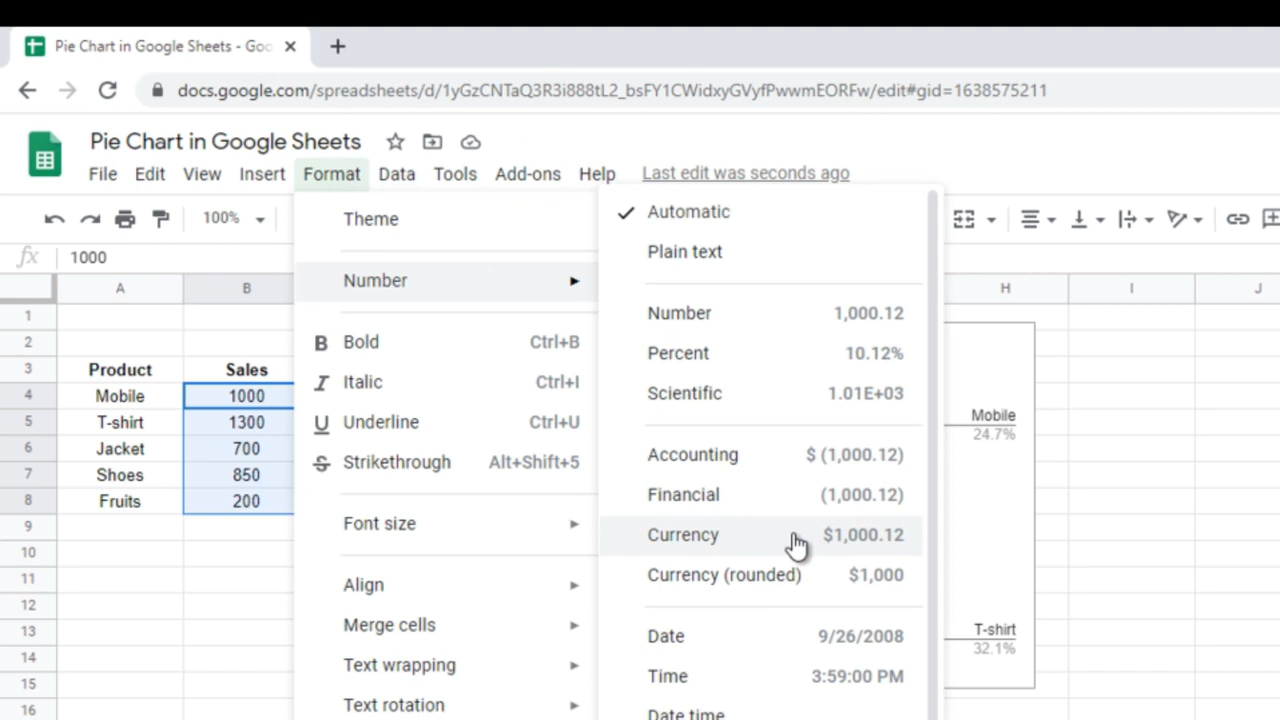 Pie Chart in Google Sheets - Goo
docs.google.com/spreadsheets/d/1yGzCNTaQ3R3i888tL2_bsFY1CWidxyGVyfPwwmEORFw/edit#gid=1638575211
Pie Chart in Google Sheets
File Edit View Insert Format Data Tools Add-ons Help Last edit was seconds ago
100%
fx 1000
A B H I J
1
2
3 Product Sales
4 Mobile 1000
5 T-shirt 1300
6 Jacket 700
7 Shoes 850
8 Fruits 200
9
10
11
12
13
14
15
16
Theme
Number
B Bold Ctrl+B
I Italic Ctrl+I
U Underline Ctrl+U
S Strikethrough Alt+Shift+5
Font size
Align
Merge cells
Text wrapping
Text rotation
Automatic
Plain text
Number 1,000.12
Percent 10.12%
Scientific 1.01E+03
Accounting $ (1,000.12)
Financial (1,000.12)
Currency $1,000.12
Currency (rounded) $1,000
Date 9/26/2008
Time 3:59:00 PM
Date time
Mobile
24.7%
T-shirt
32.1%